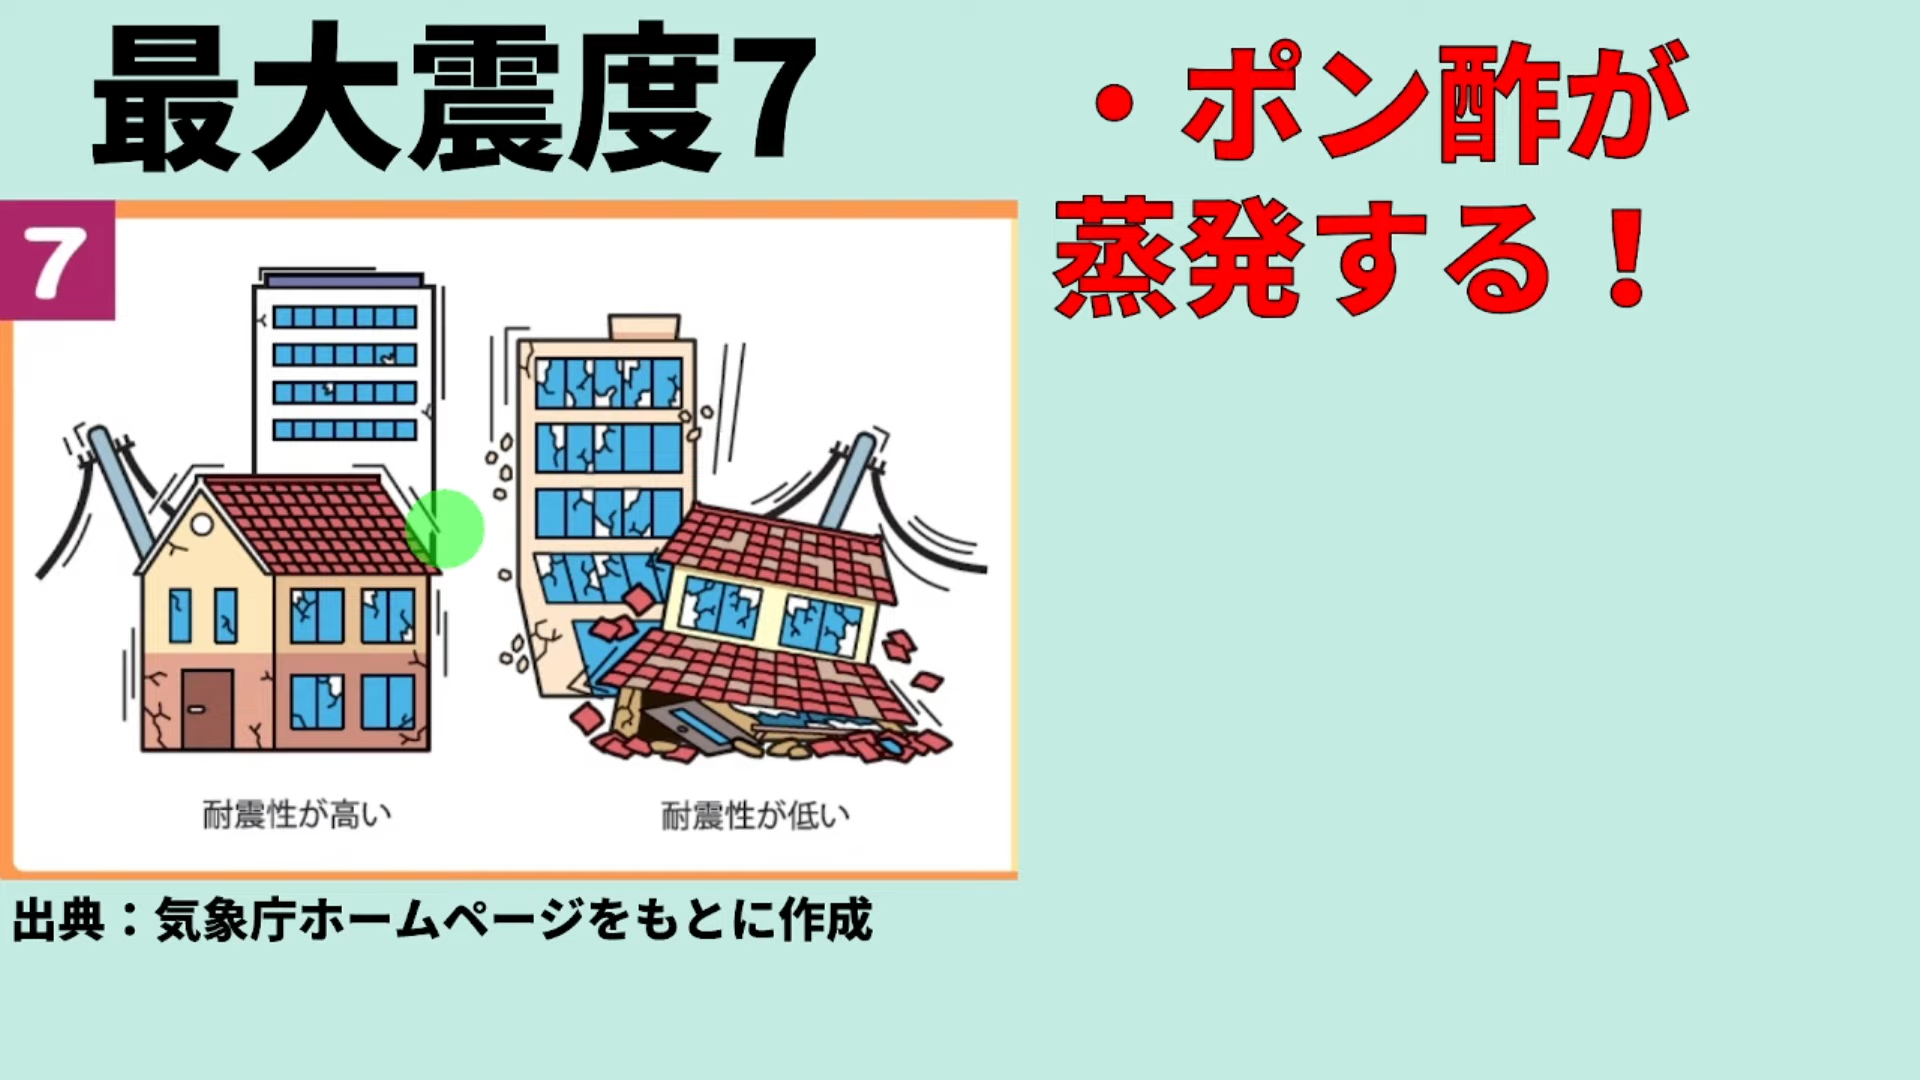 最大震度7
・ポン酢が
蒸発する！
7
耐震性が高い
耐震性が低い
出典：気象庁ホームページをもとに作成